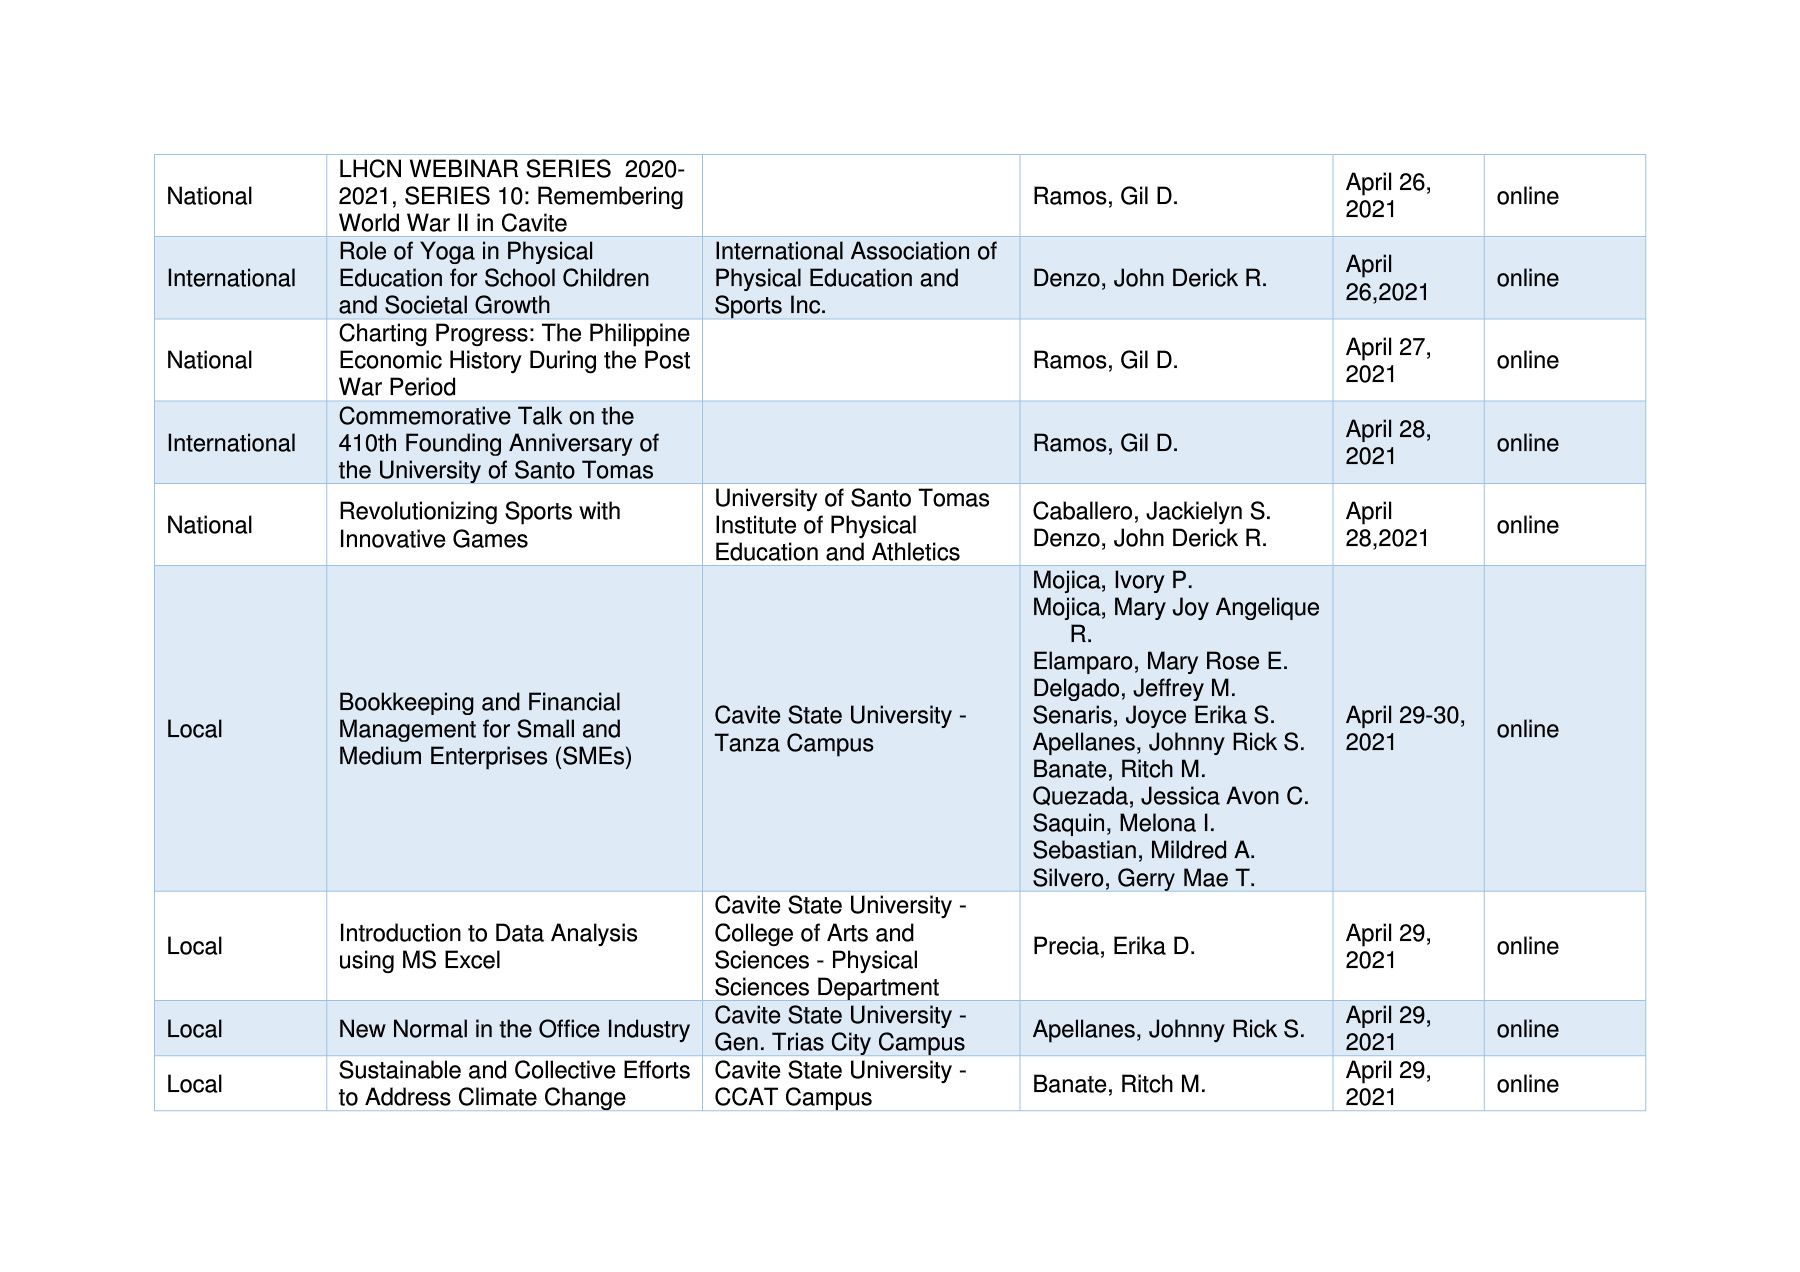 National
LHCN WEBINAR SERIES  2020-
2021, SERIES 10: Remembering
World War II in Cavite
Ramos, Gil D.
April 26,
2021
online
International
Role of Yoga in Physical
Education for School Children
and Societal Growth
International Association of
Physical Education and
Sports Inc.
Denzo, John Derick R.
April
26,2021
online
National
Charting Progress: The Philippine
Economic History During the Post
War Period
Ramos, Gil D.
April 27,
2021
online
International
Commemorative Talk on the
410th Founding Anniversary of
the University of Santo Tomas
Ramos, Gil D.
April 28,
2021
online
National
Revolutionizing Sports with
Innovative Games
University of Santo Tomas
Institute of Physical
Education and Athletics
Caballero, Jackielyn S.
Denzo, John Derick R.
April
28,2021
online
Local
Bookkeeping and Financial
Management for Small and
Medium Enterprises (SMEs)
Cavite State University -
Tanza Campus
Mojica, Ivory P.
Mojica, Mary Joy Angelique
R.
Elamparo, Mary Rose E.
Delgado, Jeffrey M.
Senaris, Joyce Erika S.
Apellanes, Johnny Rick S.
Banate, Ritch M.
Quezada, Jessica Avon C.
Saquin, Melona I.
Sebastian, Mildred A.
Silvero, Gerry Mae T.
April 29-30,
2021
online
Local
Introduction to Data Analysis
using MS Excel
Cavite State University -
College of Arts and
Sciences - Physical
Sciences Department
Precia, Erika D.
April 29,
2021
online
Local
New Normal in the Office Industry
Cavite State University -
Gen. Trias City Campus
Apellanes, Johnny Rick S.
April 29,
2021
online
Local
Sustainable and Collective Efforts
to Address Climate Change
Cavite State University -
CCAT Campus
Banate, Ritch M.
April 29,
2021
online